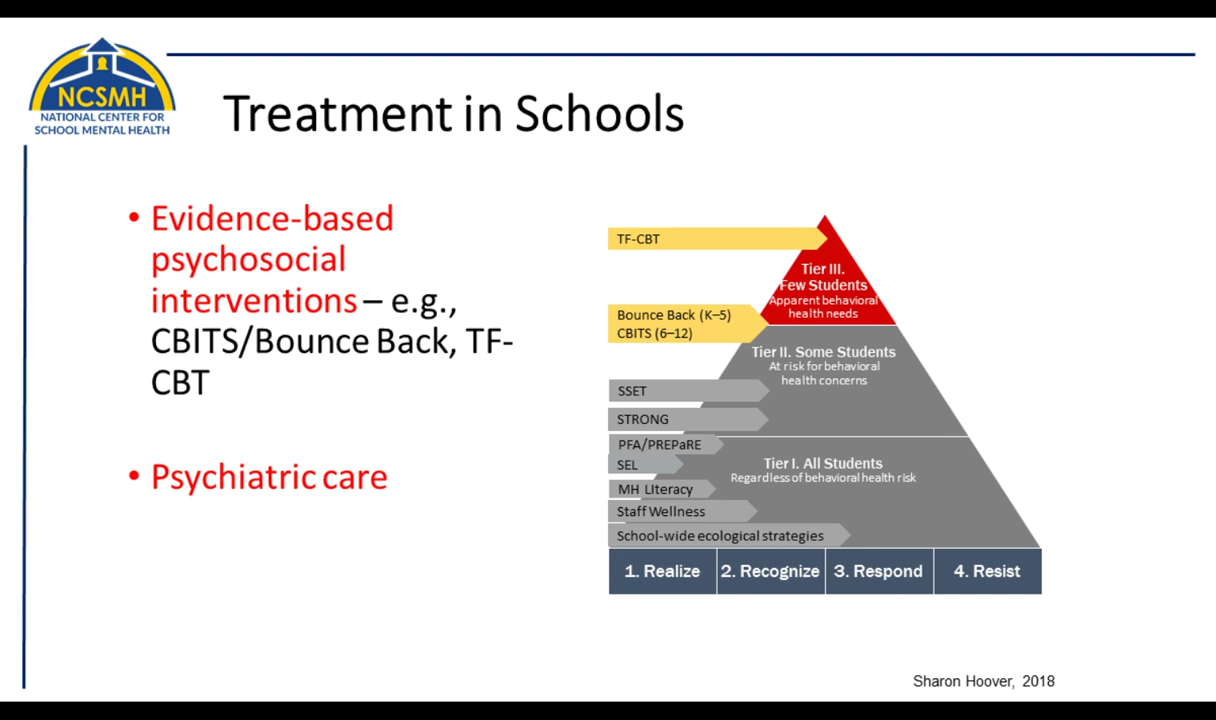 NCSMH
NATIONAL CENTER FOR
SCHOOL MENTAL HEALTH
Treatment in Schools
• Evidence-based
psychosocial
interventions – e.g.,
CBITS/Bounce Back, TF-
CBT
• Psychiatric care
TF-CBT
Bounce Back (K–5)
CBITS (6–12)
SSET
STRONG
PFA/PREPaRE
SEL
MH LIteracy
Staff Wellness
School-wide ecological strategies
Tier III.
Few Students
Apparent behavioral
health needs
Tier II. Some Students
At risk for behavioral
health concerns
Tier I. All Students
Regardless of behavioral health risk
1. Realize
2. Recognize
3. Respond
4. Resist
Sharon Hoover, 2018